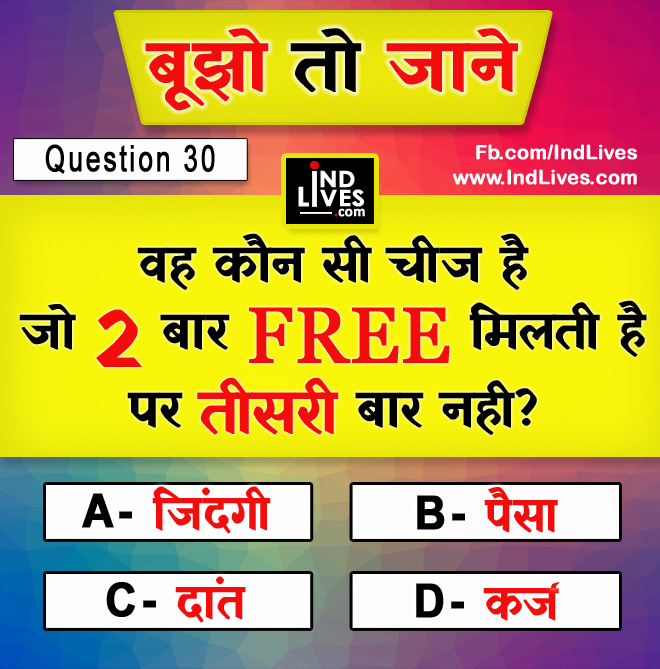 बूझो तो जाने
Question 30
Fb.com/IndLives
www.IndLives.com
iND
LIVES
.com
वह कौन सी चीज है
जो 2 बार FREE मिलती है
पर तीसरी बार नही?
A- जिंदगी
B- पैसा
C- दांत
D- कर्ज